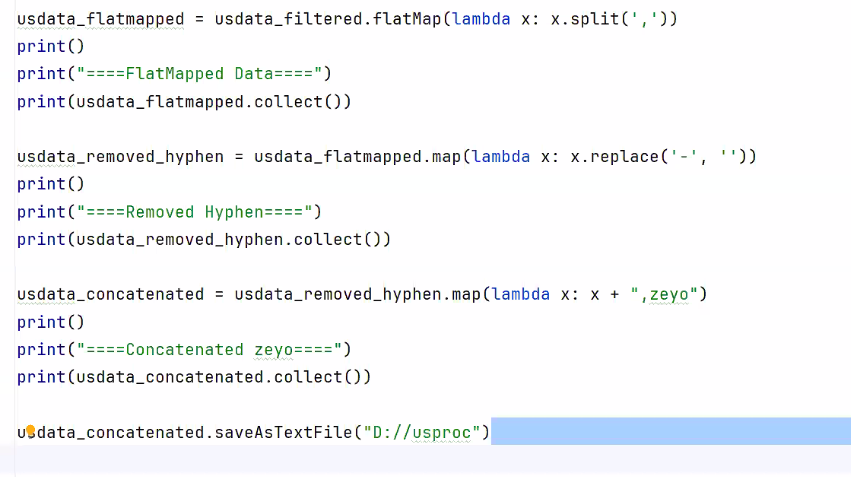 usdata_flatmapped = usdata_filtered.flatMap(lambda x: x.split(','))
print()
print("====FlatMapped Data====")
print(usdata_flatmapped.collect())
usdata_removed_hyphen = usdata_flatmapped.map(lambda x: x.replace('-', ''))
print()
print("====Removed Hyphen====")
print(usdata_removed_hyphen.collect())
usdata_concatenated = usdata_removed_hyphen.map(lambda x: x + ",zeyo")
print()
print("====Concatenated zeyo====")
print(usdata_concatenated.collect())
usdata_concatenated.saveAsTextFile("D://usproc")